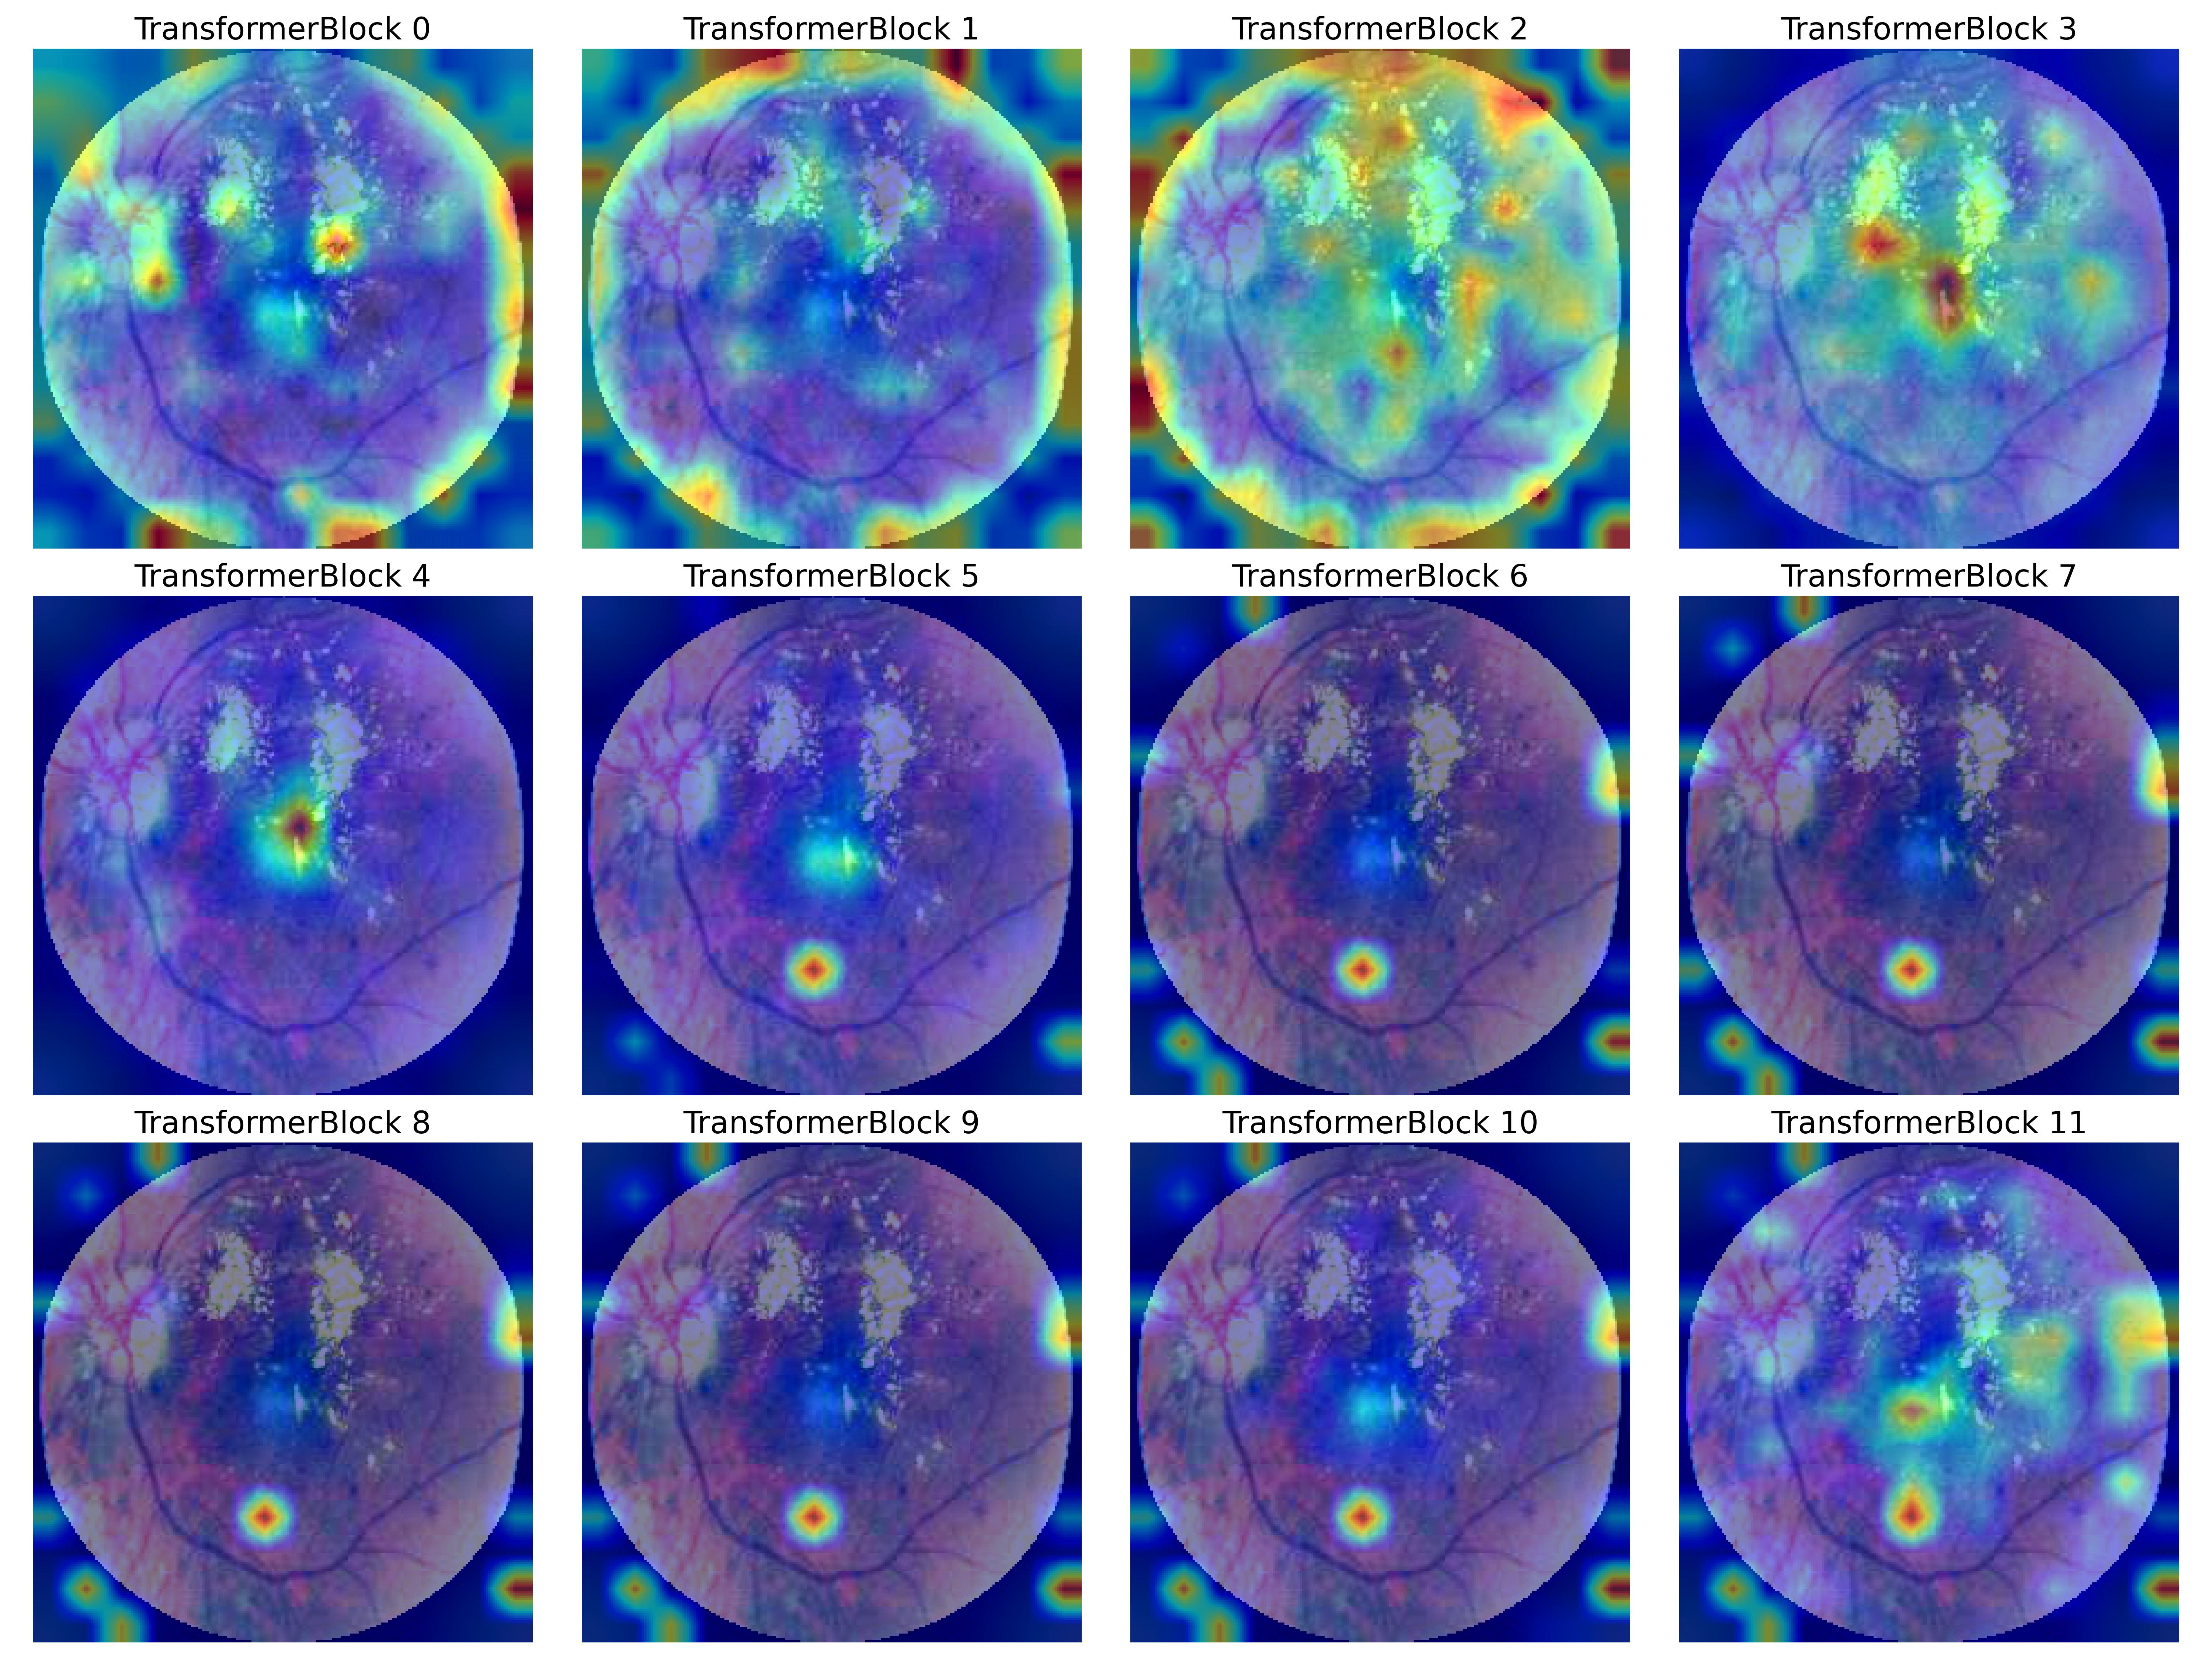 TransformerBlock 0
TransformerBlock 1
TransformerBlock 2
TransformerBlock 3
TransformerBlock 4
TransformerBlock 5
TransformerBlock 6
TransformerBlock 7
TransformerBlock 8
TransformerBlock 9
TransformerBlock 10
TransformerBlock 11